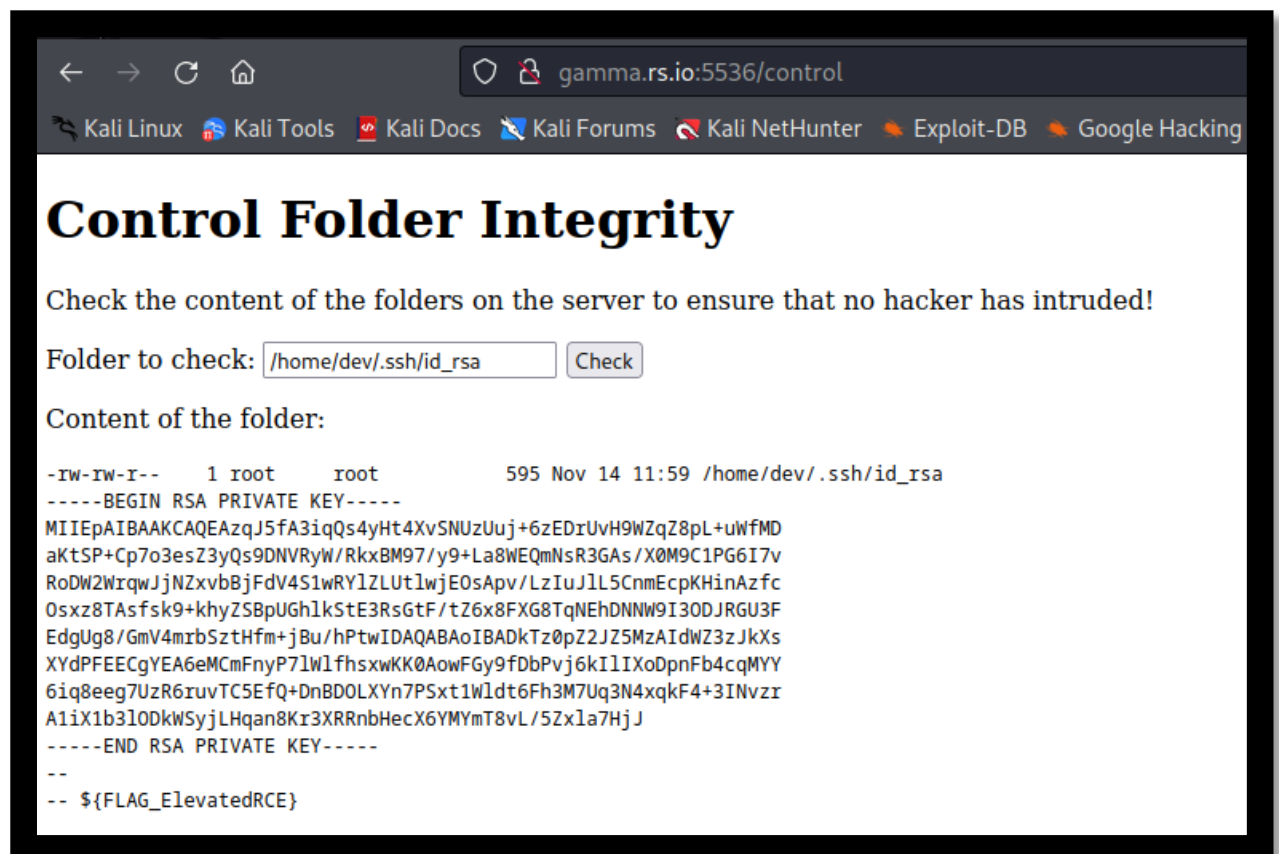 gamma.rs.io:5536/control
Kali Linux Kali Tools Kali Docs Kali Forums Kali NetHunter Exploit-DB Google Hacking
Control Folder Integrity
Check the content of the folders on the server to ensure that no hacker has intruded!
Folder to check: /home/dev/.ssh/id_rsa Check
Content of the folder:
-rw-rw-r-- 1 root root 595 Nov 14 11:59 /home/dev/.ssh/id_rsa
-----BEGIN RSA PRIVATE KEY-----
MIIEpAIBAAKCAQEAzqJ5fA3iqQs4yHt4XvSNUzUuj+6zEDrUvH9WZqZ8pL+uWfMD
aKtSP+Cp7o3esZ3yQs9DNVRyW/RkxBM97/y9+La8WEQmNsR3GAs/X0M9C1PG6I7v
RoDW2WrqwJjNZxvbBjFdV4S1wRYlZLUtlwjEOsApv/LzIuJlL5CnmEcpKHinAzfc
Osxz8TAsfsk9+khyZSBpUGhlkStE3RsGtF/tZ6x8FXG8TqNEhDNNW9I3ODJRGU3F
EdgUg8/GmV4mrbSztHfm+jBu/hPtwIDAQABAoIBADkTz0pZ2JZ5MzAIdWZ3zJkXs
XYdPFEECgYEA6eMCmFnyP7lWlfhsxwKK0AowFGy9fDbPvj6kIlIXoDpnFb4cqMYY
6iq8eeg7UzR6ruvTC5EfQ+DnBDOLXYn7PSxt1Wldt6Fh3M7Uq3N4xqkF4+3INvzr
A1iX1b3lODkWSyjLHqan8Kr3XRRnbHecX6YMYmT8vL/5Zxla7HjJ
-----END RSA PRIVATE KEY-----
--
-- ${FLAG_ElevatedRCE}